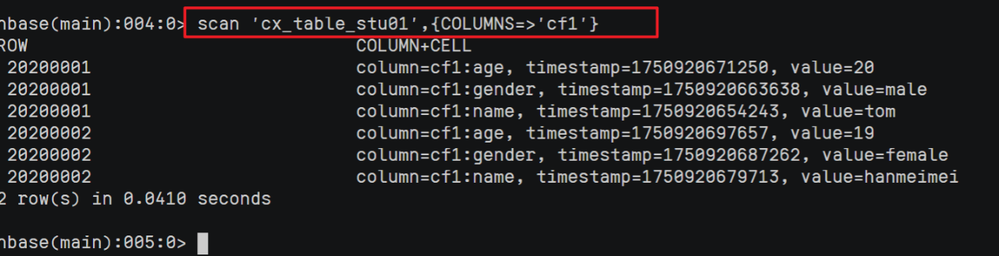 hbase(main):004:0> scan 'cx_table_stu01',{COLUMNS=>'cf1'}
ROW COLUMN+CELL
20200001 column=cf1:age, timestamp=1750920671250, value=20
20200001 column=cf1:gender, timestamp=1750920663638, value=male
20200001 column=cf1:name, timestamp=1750920654243, value=tom
20200002 column=cf1:age, timestamp=1750920697657, value=19
20200002 column=cf1:gender, timestamp=1750920687262, value=female
20200002 column=cf1:name, timestamp=1750920679713, value=hanmeimei
2 row(s) in 0.0410 seconds
hbase(main):005:0>